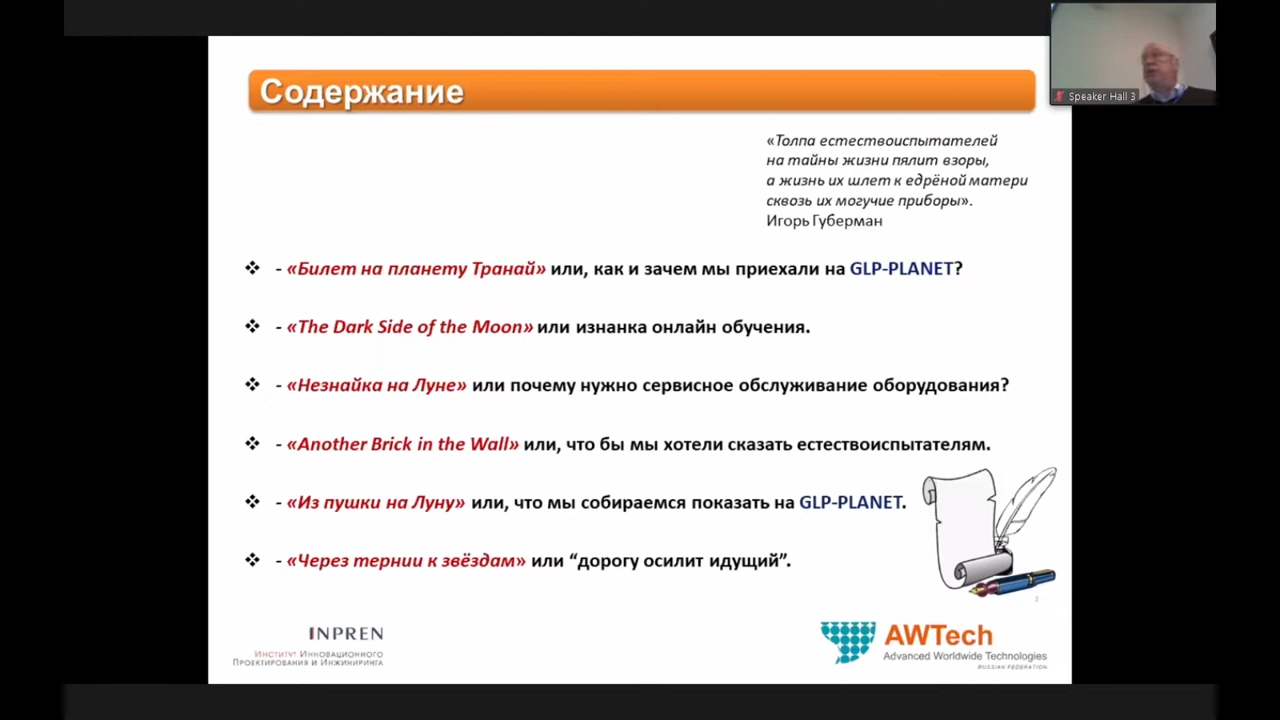 Speaker Hall 3
Содержание
«Толпа естествоиспытателей
на тайны жизни пялит взоры,
а жизнь их шлет к едрёной матери
сквозь их могучие приборы».
Игорь Губерман
❖ - «Билет на планету Транай» или, как и зачем мы приехали на GLP-PLANET?
❖ - «The Dark Side of the Moon» или изнанка онлайн обучения.
❖ - «Незнайка на Луне» или почему нужно сервисное обслуживание оборудования?
❖ - «Another Brick in the Wall» или, что бы мы хотели сказать естествоиспытателям.
❖ - «Из пушки на Луну» или, что мы собираемся показать на GLP-PLANET.
❖ - «Через тернии к звёздам» или “дорогу осилит идущий”.
2
INPREN
Институт Инновационного
Проектирования и Инжиниринга
AWTech
Advanced Worldwide Technologies
RUSSIAN FEDERATION